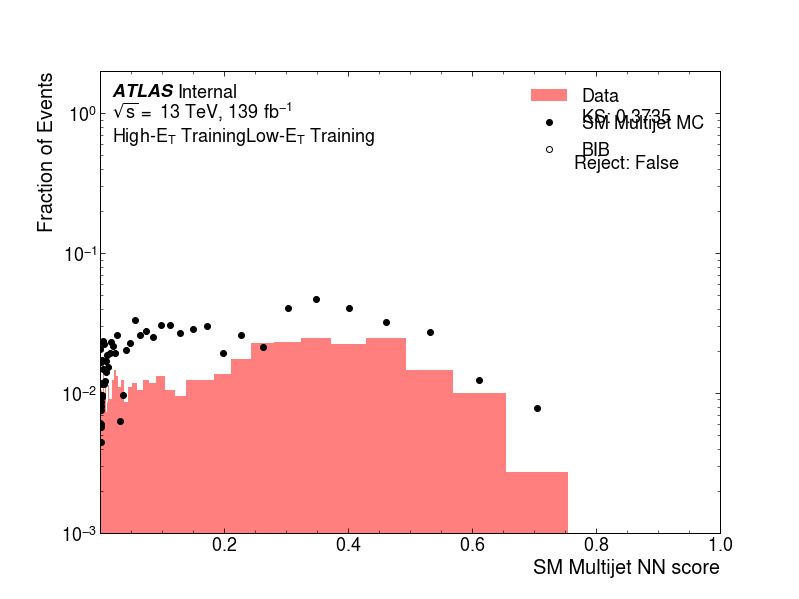 Fraction of Events
ATLAS Internal
√s = 13 TeV, 139 fb⁻¹
High-E_T TrainingLow-E_T Training
Data
KS: 0.3735
SM Multijet MC
BIB
Reject: False
10⁰
10⁻¹
10⁻²
10⁻³
0.2 0.4 0.6 0.8 1.0
SM Multijet NN score